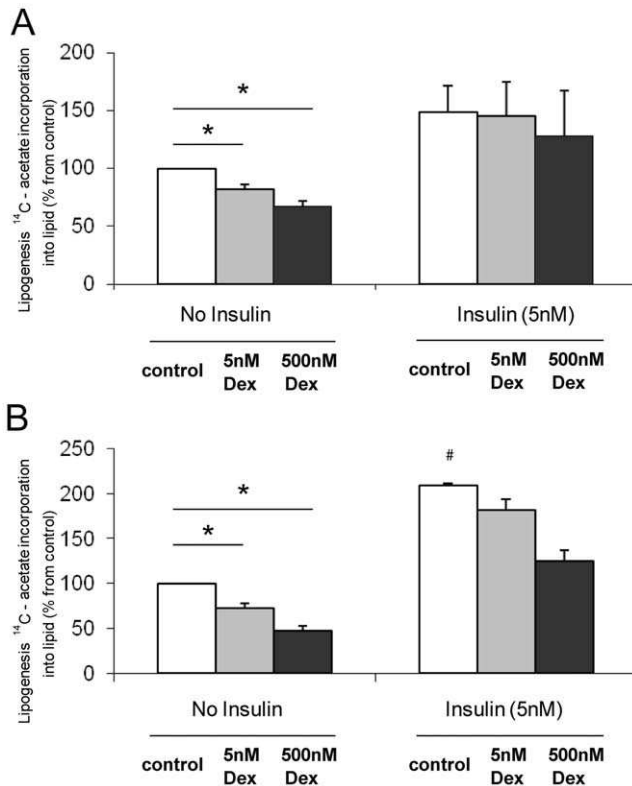 A
Lipogenesis ¹⁴C - acetate incorporation
into lipid (% from control)
200
150
100
50
0
*
*
No Insulin
Insulin (5nM)
control
5nM
Dex
500nM
Dex
control
5nM
Dex
500nM
Dex
B
Lipogenesis ¹⁴C - acetate incorporation
into lipid (% from control)
250
200
150
100
50
0
*
*
#
No Insulin
Insulin (5nM)
control
5nM
Dex
500nM
Dex
control
5nM
Dex
500nM
Dex